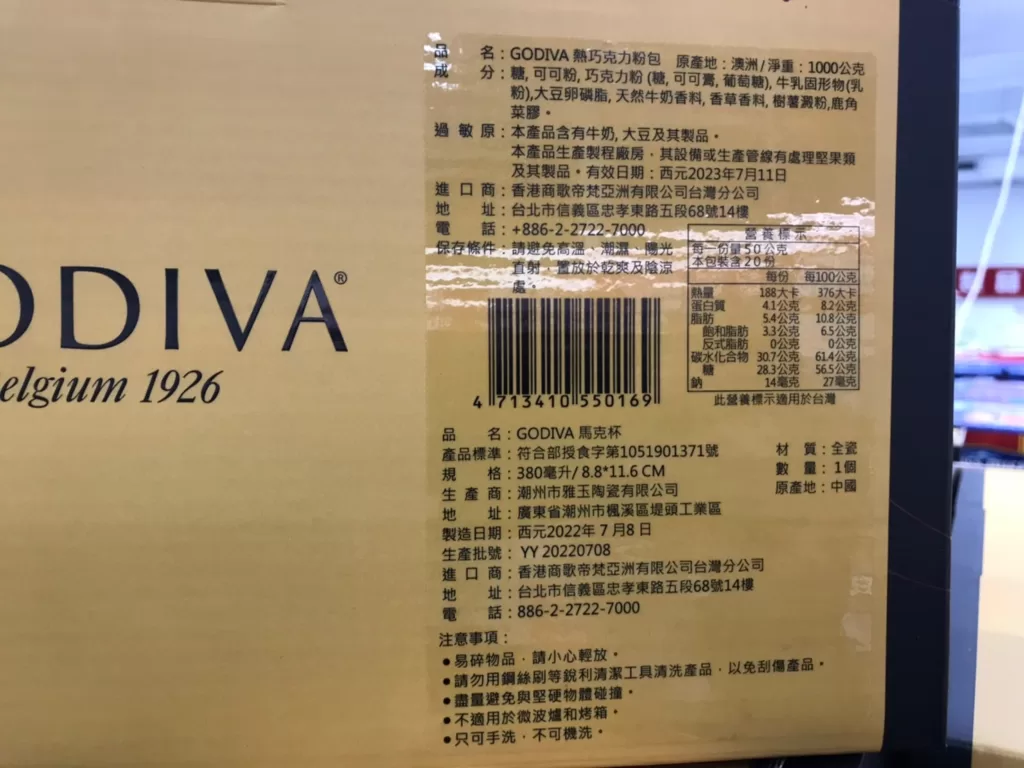 ODIVA®
elgium 1926
品 名：GODIVA 熱巧克力粉包 原產地：澳洲/淨重：1000公克
成 分：糖, 可可粉, 巧克力粉 (糖, 可可膏, 葡萄糖), 牛乳固形物(乳
粉),大豆卵磷脂, 天然牛奶香料, 香草香料, 樹薯澱粉,鹿角
菜膠。
過 敏 原：本產品含有牛奶, 大豆及其製品。
本產品生產製程廠房，其設備或生產管線有處理堅果類
及其製品。有效日期：西元2023年7月11日
進 口 商：香港商歌帝梵亞洲有限公司台灣分公司
地 址：台北市信義區忠孝東路五段68號14樓
電 話：+886-2-2722-7000
保存條件：請避免高溫，潮濕，陽光
直射，置放於乾爽及陰涼
處。
營養標示
每一份量50公克
本包裝含20份
每份 每100公克
熱量 188大卡 376大卡
蛋白質 4.1公克 8.2公克
脂肪 5.4公克 10.8公克
飽和脂肪 3.3公克 6.5公克
反式脂肪 0公克 0公克
碳水化合物 30.7公克 61.4公克
糖 28.3公克 56.5公克
鈉 14毫克 27毫克
此營養標示適用於台灣
4 713410 550169
品 名：GODIVA 馬克杯
產品標準：符合部授食字第1051901371號 材 質：全瓷
規 格：380毫升/ 8.8*11.6 CM 數 量：1個
生 產 商：潮州市雅玉陶瓷有限公司 原產地：中國
地 址：廣東省潮州市楓溪區堤頭工業區
製造日期：西元2022年 7 月8 日
生產批號：YY 20220708
進 口 商：香港商歌帝梵亞洲有限公司台灣分公司
地 址：台北市信義區忠孝東路五段68號14樓
電 話：886-2-2722-7000
注意事項：
●易碎物品，請小心輕放。
●請勿用鋼絲刷等銳利清潔工具清洗產品，以免刮傷產品。
●盡量避免與堅硬物體碰撞。
●不適用於微波爐和烤箱。
●只可手洗，不可機洗。